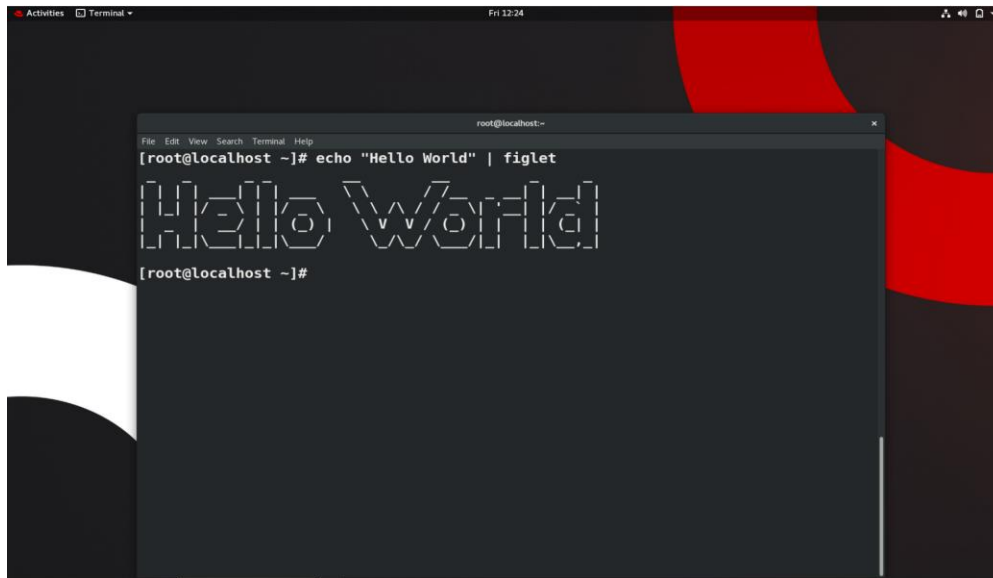 Activities Terminal Fri 12:24
root@localhost:~
File Edit View Search Terminal Help
[root@localhost ~]# echo "Hello World" | figlet
Hello World
[root@localhost ~]#